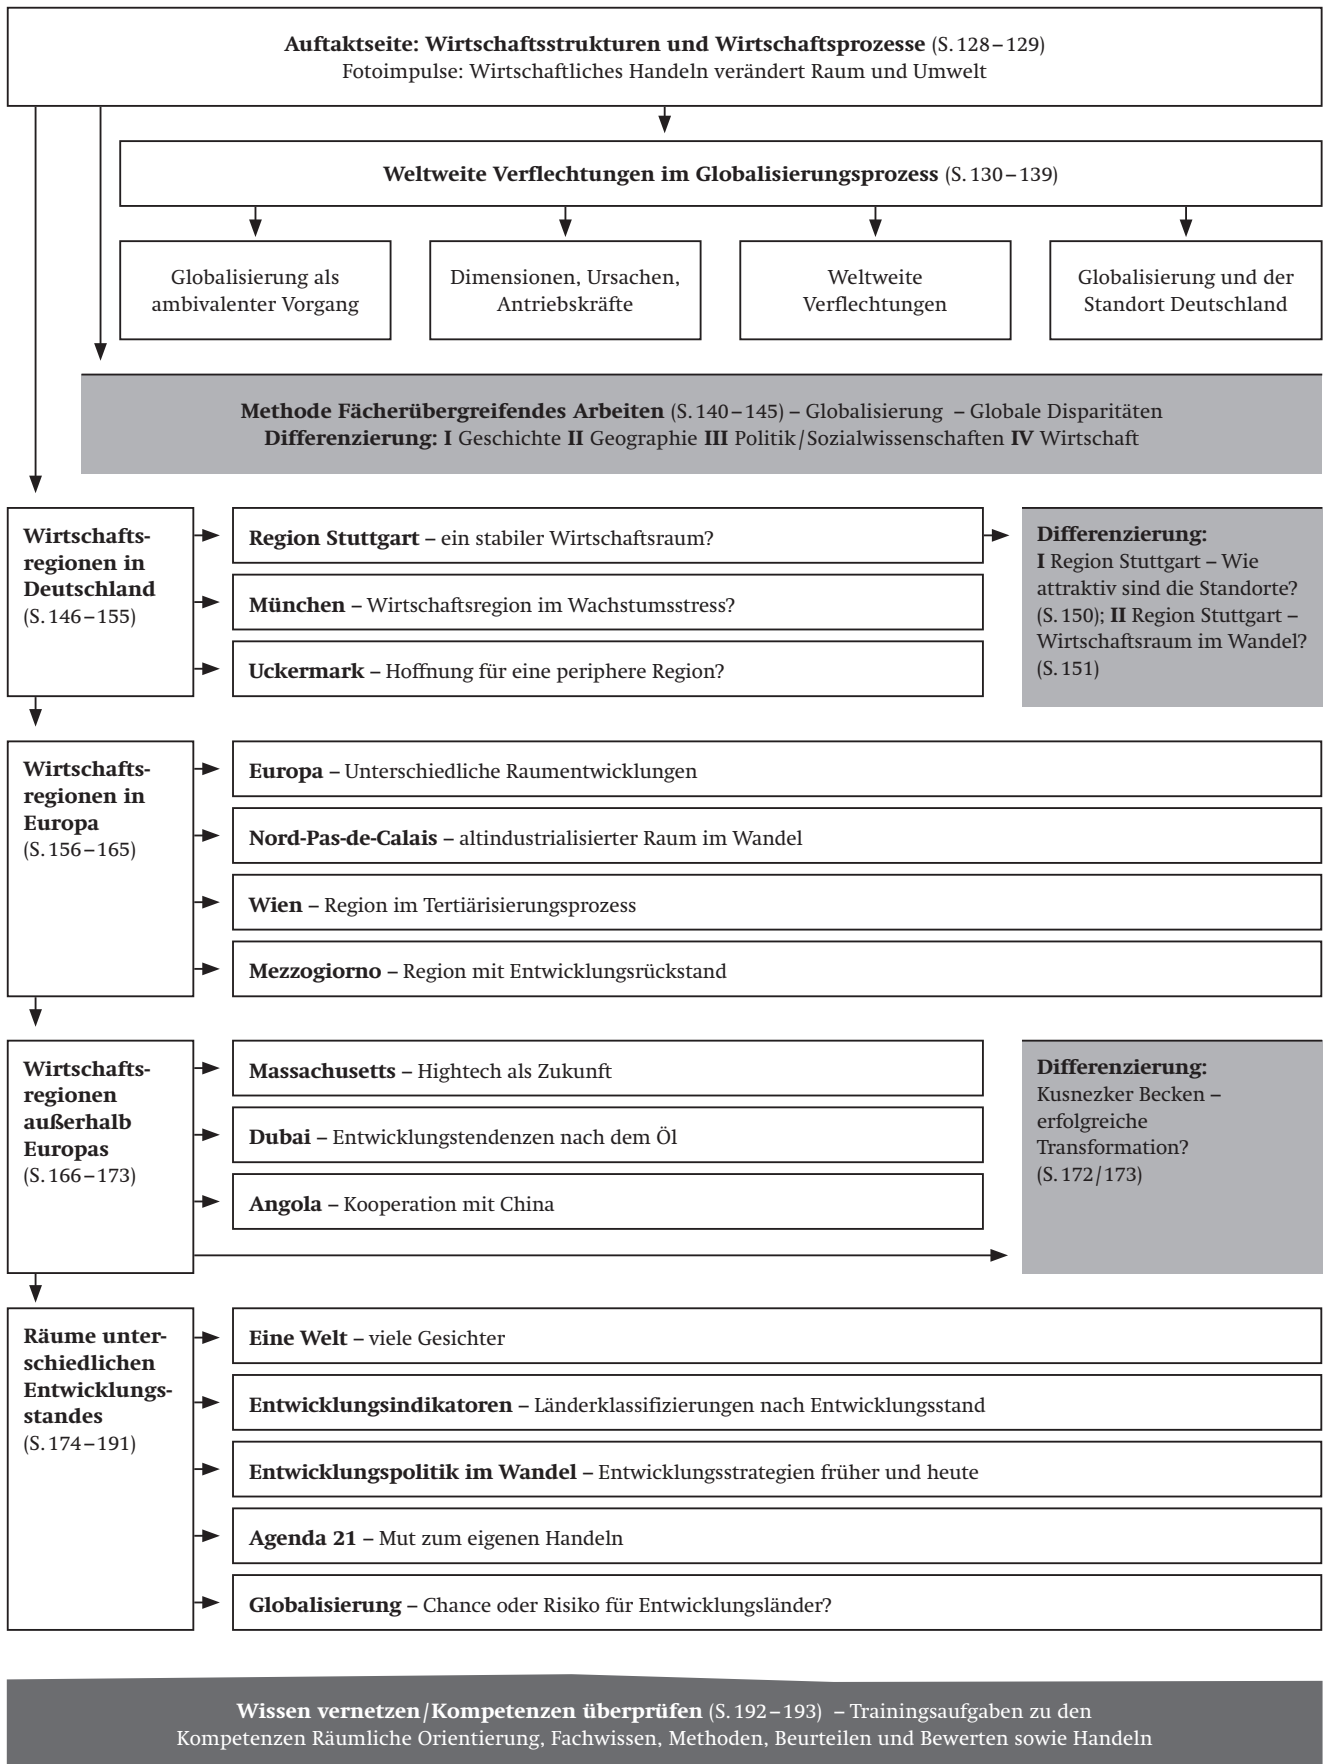 Auftaktseite: Wirtschaftsstrukturen und Wirtschaftsprozesse (S. 128–129)
Fotoimpulse: Wirtschaftliches Handeln verändert Raum und Umwelt
Weltweite Verflechtungen im Globalisierungsprozess (S. 130–139)
Globalisierung als
ambivalenter Vorgang
Dimensionen, Ursachen,
Antriebskräfte
Weltweite
Verflechtungen
Globalisierung und der
Standort Deutschland
Methode Fächerübergreifendes Arbeiten (S. 140–145) – Globalisierung – Globale Disparitäten
Differenzierung: I Geschichte II Geographie III Politik/Sozialwissenschaften IV Wirtschaft
Wirtschafts-
regionen in
Deutschland
(S. 146–155)
Region Stuttgart – ein stabiler Wirtschaftsraum?
München – Wirtschaftsregion im Wachstumsstress?
Uckermark – Hoffnung für eine periphere Region?
Differenzierung:
I Region Stuttgart – Wie
attraktiv sind die Standorte?
(S. 150); II Region Stuttgart –
Wirtschaftsraum im Wandel?
(S. 151)
Wirtschafts-
regionen in
Europa
(S. 156–165)
Europa – Unterschiedliche Raumentwicklungen
Nord-Pas-de-Calais – altindustrialisierter Raum im Wandel
Wien – Region im Tertiärisierungsprozess
Mezzogiorno – Region mit Entwicklungsrückstand
Wirtschafts-
regionen
außerhalb
Europas
(S. 166–173)
Massachusetts – Hightech als Zukunft
Dubai – Entwicklungstendenzen nach dem Öl
Angola – Kooperation mit China
Differenzierung:
Kusnezker Becken –
erfolgreiche
Transformation?
(S. 172/173)
Räume unter-
schiedlichen
Entwicklungs-
standes
(S. 174–191)
Eine Welt – viele Gesichter
Entwicklungsindikatoren – Länderklassifizierungen nach Entwicklungsstand
Entwicklungspolitik im Wandel – Entwicklungsstrategien früher und heute
Agenda 21 – Mut zum eigenen Handeln
Globalisierung – Chance oder Risiko für Entwicklungsländer?
Wissen vernetzen/Kompetenzen überprüfen (S. 192–193) – Trainingsaufgaben zu den
Kompetenzen Räumliche Orientierung, Fachwissen, Methoden, Beurteilen und Bewerten sowie Handeln